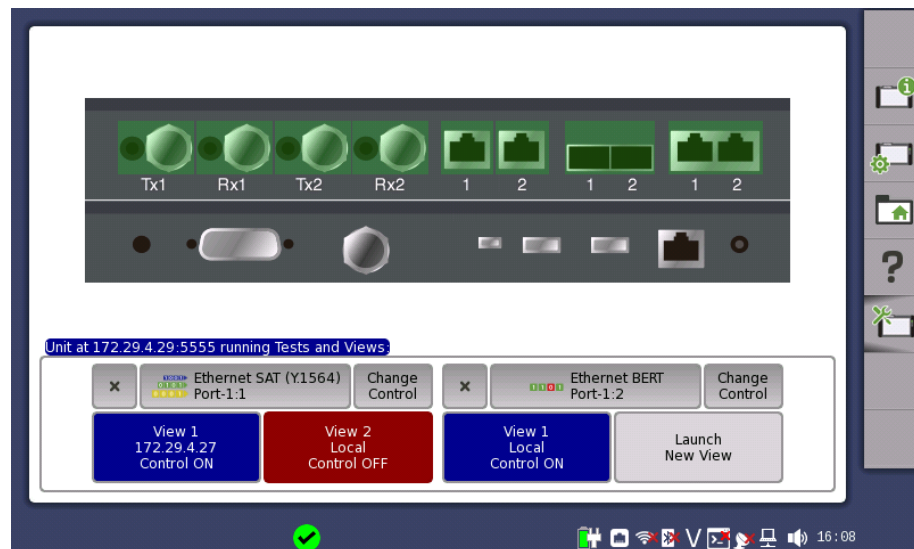 Tx1 Rx1 Tx2 Rx2 1 2 1 2 1 2
Unit at 172.29.4.29:5555 running Tests and Views:
Ethernet SAT (Y.1564)
Port-1:1
Change
Control
Ethernet BERT
Port-1:2
Change
Control
View 1
172.29.4.27
Control ON
View 2
Local
Control OFF
View 1
Local
Control ON
Launch
New View
16:08